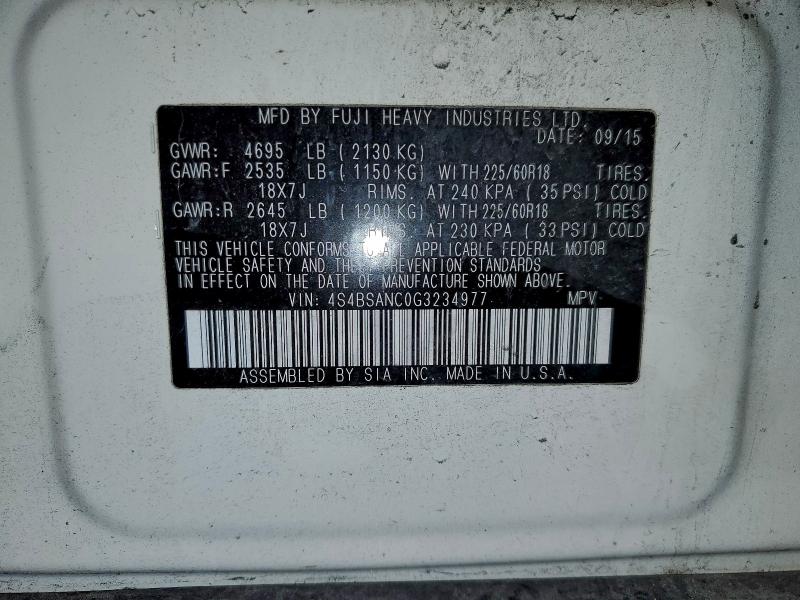 MFD BY FUJI HEAVY INDUSTRIES LTD.
DATE: 09/15
GVWR: 4695 LB ( 2130 KG)
GAWR:F 2535 LB ( 1150 KG) WITH 225/60R18 TIRES.
18X7J RIMS. AT 240 KPA ( 35 PSI) COLD
GAWR:R 2645 LB ( 1200 KG) WITH 225/60R18 TIRES.
18X7J RIMS. AT 230 KPA ( 33 PSI) COLD
THIS VEHICLE CONFORMS TO ALL APPLICABLE FEDERAL MOTOR
VEHICLE SAFETY AND THEFT PREVENTION STANDARDS
IN EFFECT ON THE DATE OF MANUFACTURE SHOWN ABOVE.
VIN: 4S4BSANC0G3234977 MPV
ASSEMBLED BY SIA INC. MADE IN U.S.A.